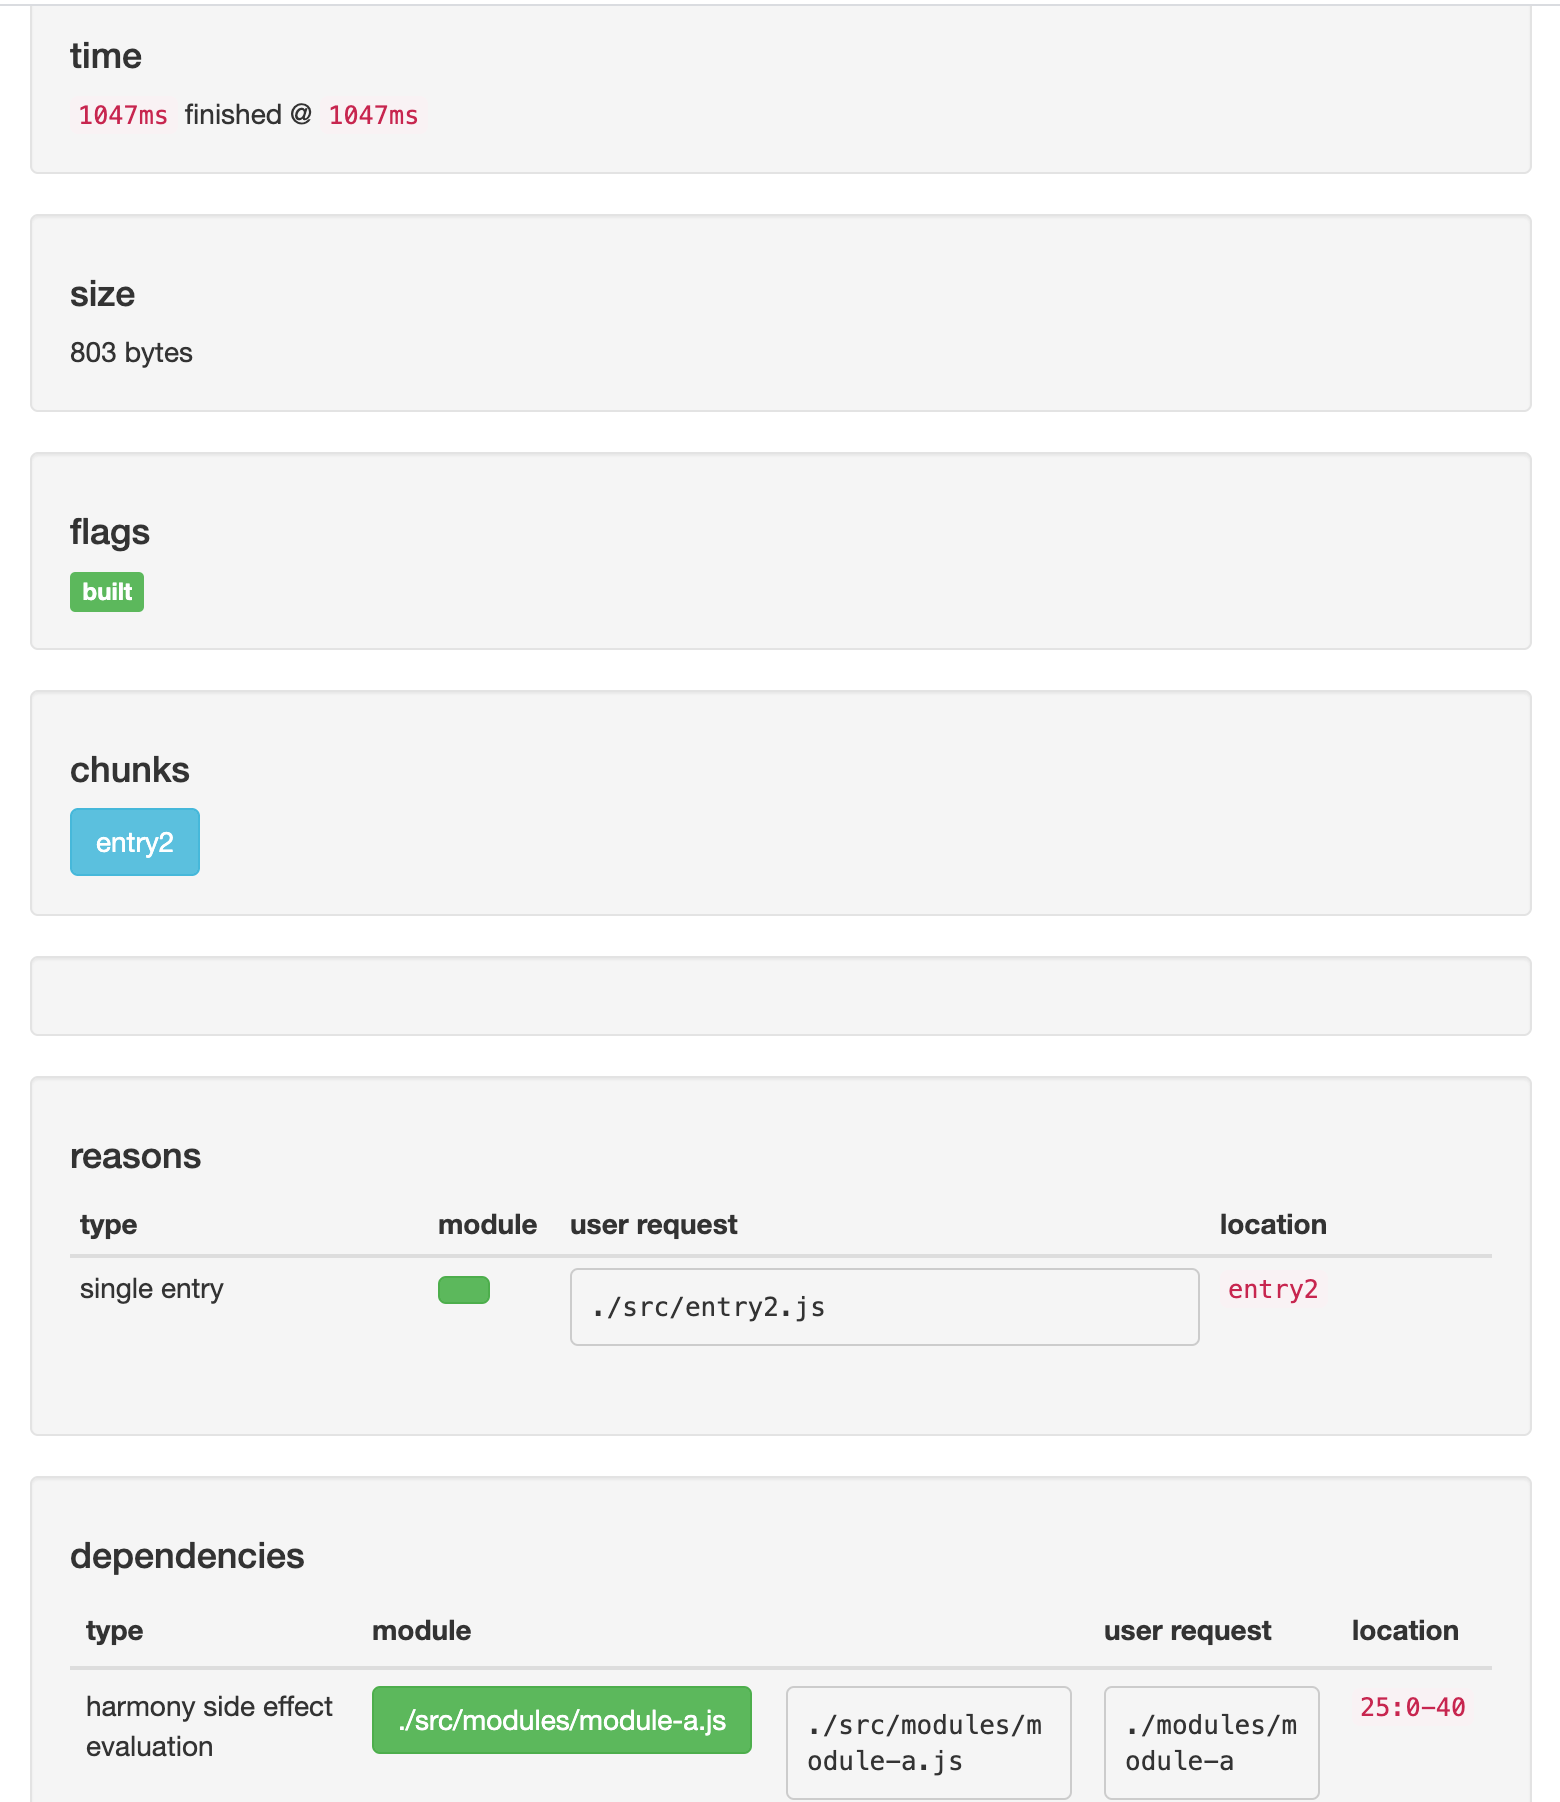 time
1047ms finished @ 1047ms
size
803 bytes
flags
built
chunks
entry2
reasons
type module user request location
single entry ./src/entry2.js entry2
dependencies
type module user request location
harmony side effect evaluation
./src/modules/module-a.js
./src/modules/m
odule-a.js
./modules/m
odule-a
25:0-40